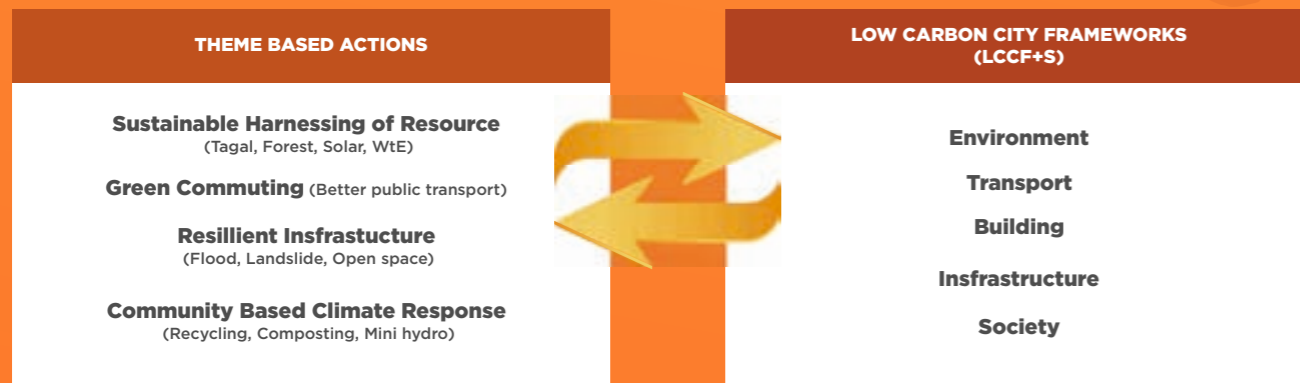 THEME BASED ACTIONS
Sustainable Harnessing of Resource
(Tagal, Forest, Solar, WtE)
Green Commuting (Better public transport)
Resillient Insfrastucture
(Flood, Landslide, Open space)
Community Based Climate Response
(Recycling, Composting, Mini hydro)
LOW CARBON CITY FRAMEWORKS
(LCCF+S)
Environment
Transport
Building
Insfrastructure
Society